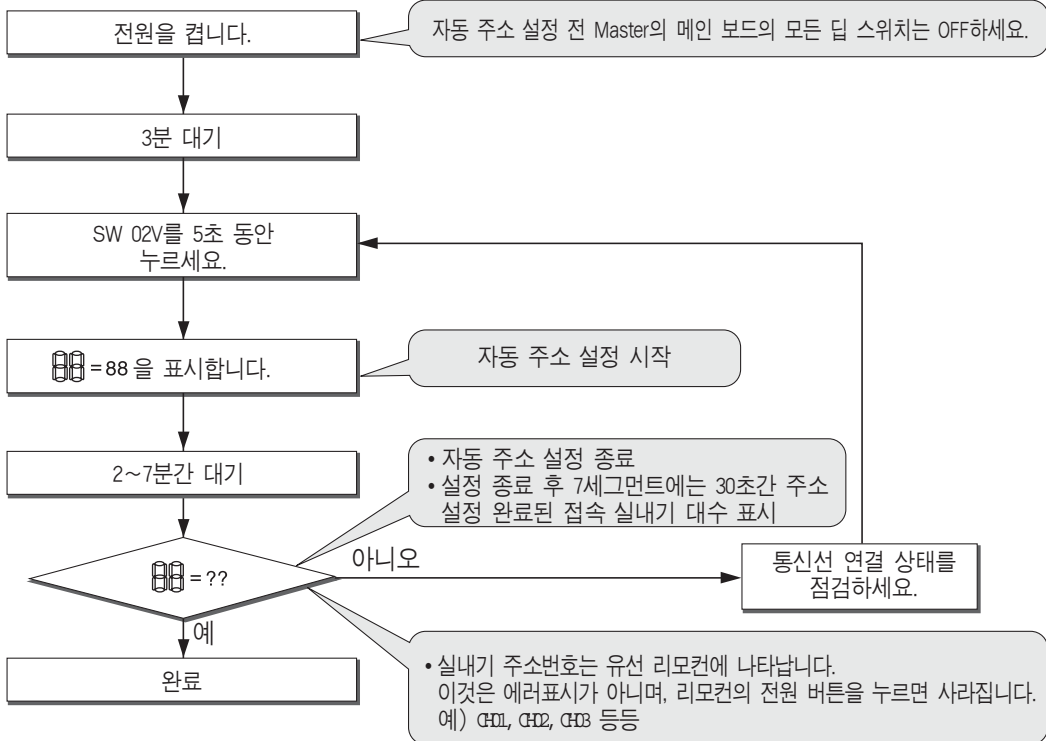 전원을 켭니다.
자동 주소 설정 전 Master의 메인 보드의 모든 딥 스위치는 OFF하세요.
3분 대기
SW 02V를 5초 동안
누르세요.
88 = 88 을 표시합니다.
자동 주소 설정 시작
2~7분간 대기
• 자동 주소 설정 종료
• 설정 종료 후 7세그먼트에는 30초간 주소
설정 완료된 접속 실내기 대수 표시
88 = ??
아니오
통신선 연결 상태를
점검하세요.
예
완료
• 실내기 주소번호는 유선 리모컨에 나타납니다.
이것은 에러표시가 아니며, 리모컨의 전원 버튼을 누르면 사라집니다.
예) CH01, CH02, CH03 등등